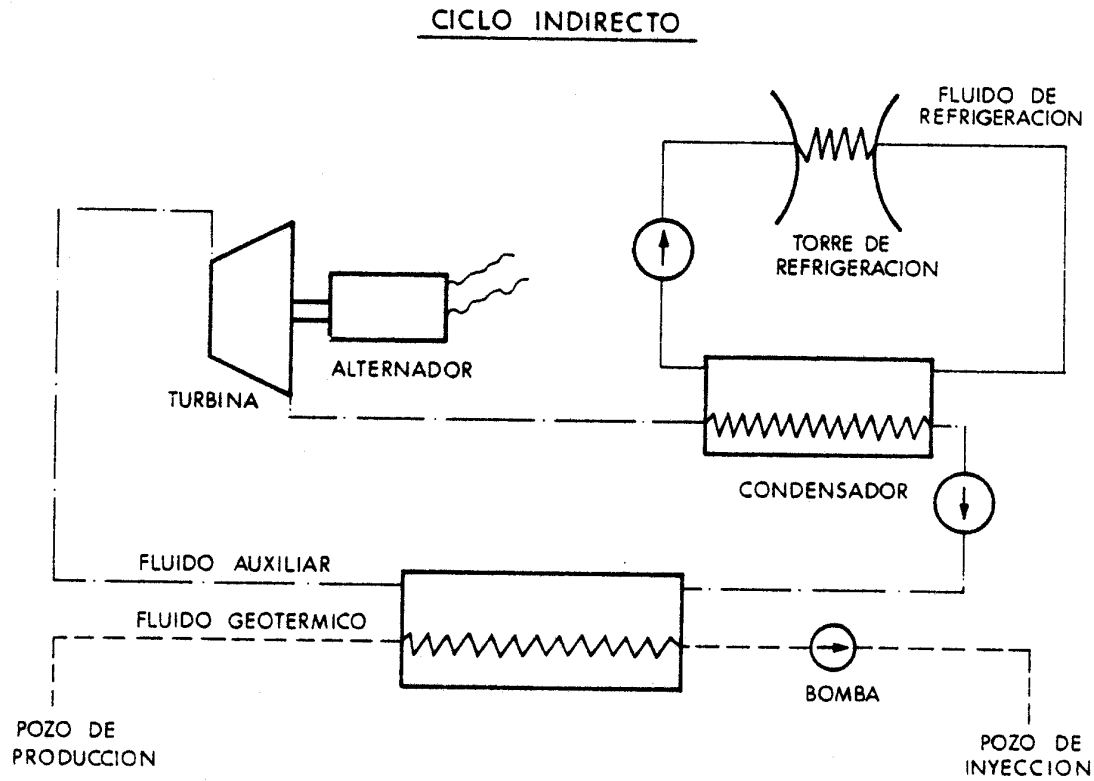 CICLO INDIRECTO
FLUIDO DE
REFRIGERACION
TORRE DE
REFRIGERACION
ALTERNADOR
TURBINA
CONDENSADOR
FLUIDO AUXILIAR
FLUIDO GEOTERMICO
BOMBA
POZO DE
PRODUCCION
POZO DE
INYECCION